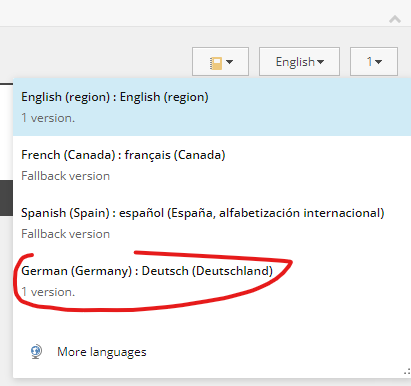 English
1
English (region) : English (region)
1 version.
French (Canada) : français (Canada)
Fallback version
Spanish (Spain) : español (España, alfabetización internacional)
Fallback version
German (Germany) : Deutsch (Deutschland)
1 version.
More languages